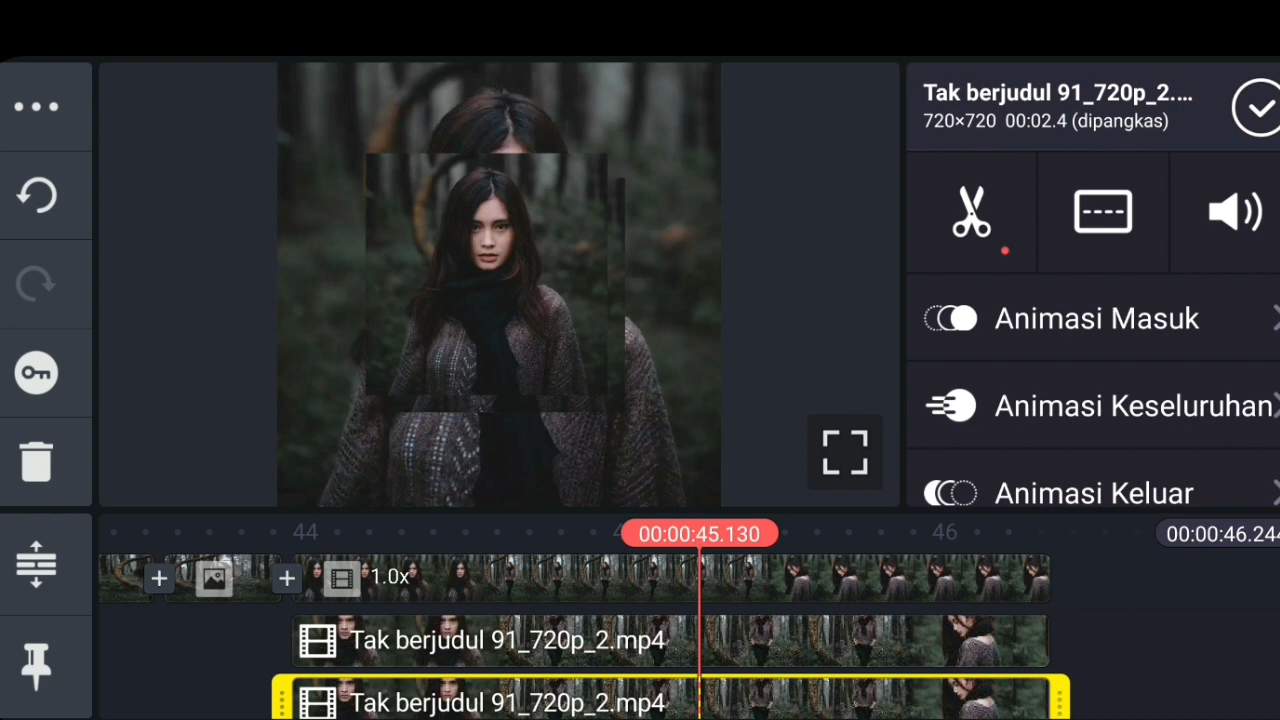 Tak berjudul 91_720p_2....
720×720 00:02.4 (dipangkas)
Animasi Masuk
Animasi Keseluruhan
Animasi Keluar
44
00:00:45.130
46
00:00:46.244
1.0x
Tak berjudul 91_720p_2.mp4
Tak berjudul 91_720p_2.mp4